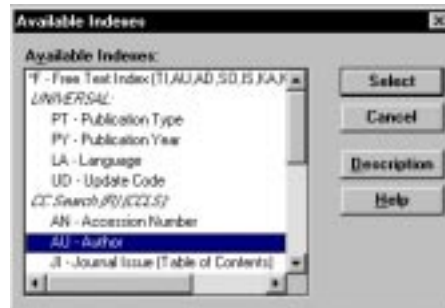 Available Indexes
Available Indexes:
*F - Free Text Index (TI,AU,AD,SO,IS,KA,K
UNIVERSAL:
PT - Publication Type
PY - Publication Year
LA - Language
UD - Update Code
CC Search (R) (CCLS)
AN - Accession Number
AU - Author
JI - Journal Issue (Table of Contents)
Select
Cancel
Description
Help